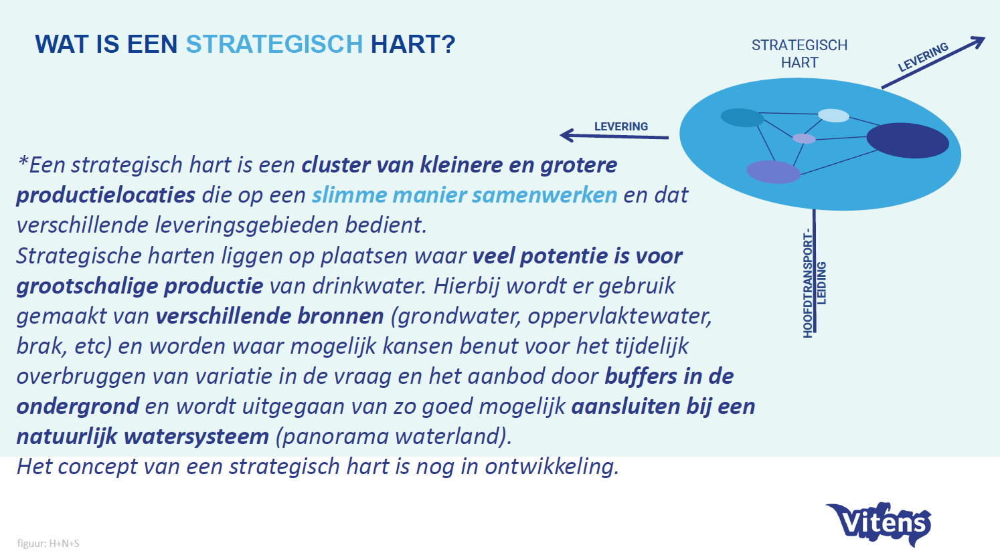 WAT IS EEN STRATEGISCH HART?
STRATEGISCH
HART
LEVERING
LEVERING
HOOFDTRANSPORT-
LEIDING
*Een strategisch hart is een cluster van kleinere en grotere
productielocaties die op een slimme manier samenwerken en dat
verschillende leveringsgebieden bedient.
Strategische harten liggen op plaatsen waar veel potentie is voor
grootschalige productie van drinkwater. Hierbij wordt er gebruik
gemaakt van verschillende bronnen (grondwater, oppervlaktewater,
brak, etc) en worden waar mogelijk kansen benut voor het tijdelijk
overbruggen van variatie in de vraag en het aanbod door buffers in de
ondergrond en wordt uitgegaan van zo goed mogelijk aansluiten bij een
natuurlijk watersysteem (panorama waterland).
Het concept van een strategisch hart is nog in ontwikkeling.
Vitens
figuur: H+N+S